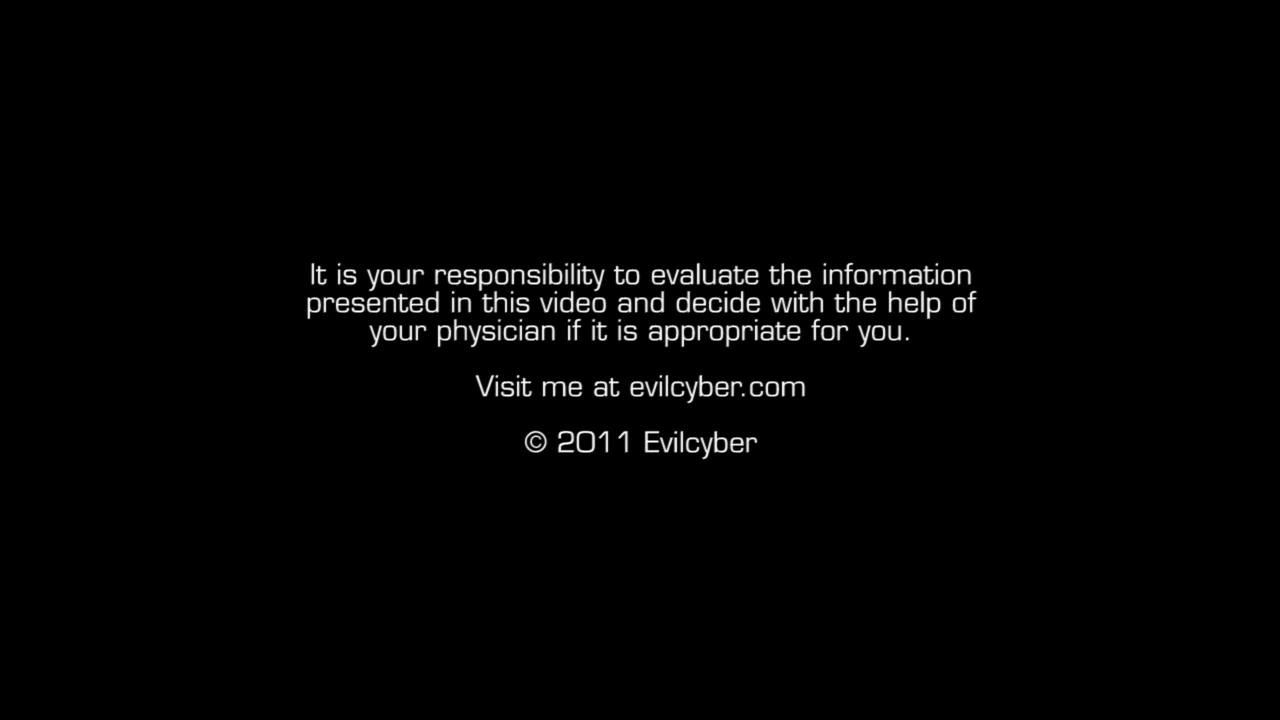 It is your responsibility to evaluate the information
presented in this video and decide with the help of
your physician if it is appropriate for you.
Visit me at evilcyber.com
© 2011 Evilcyber